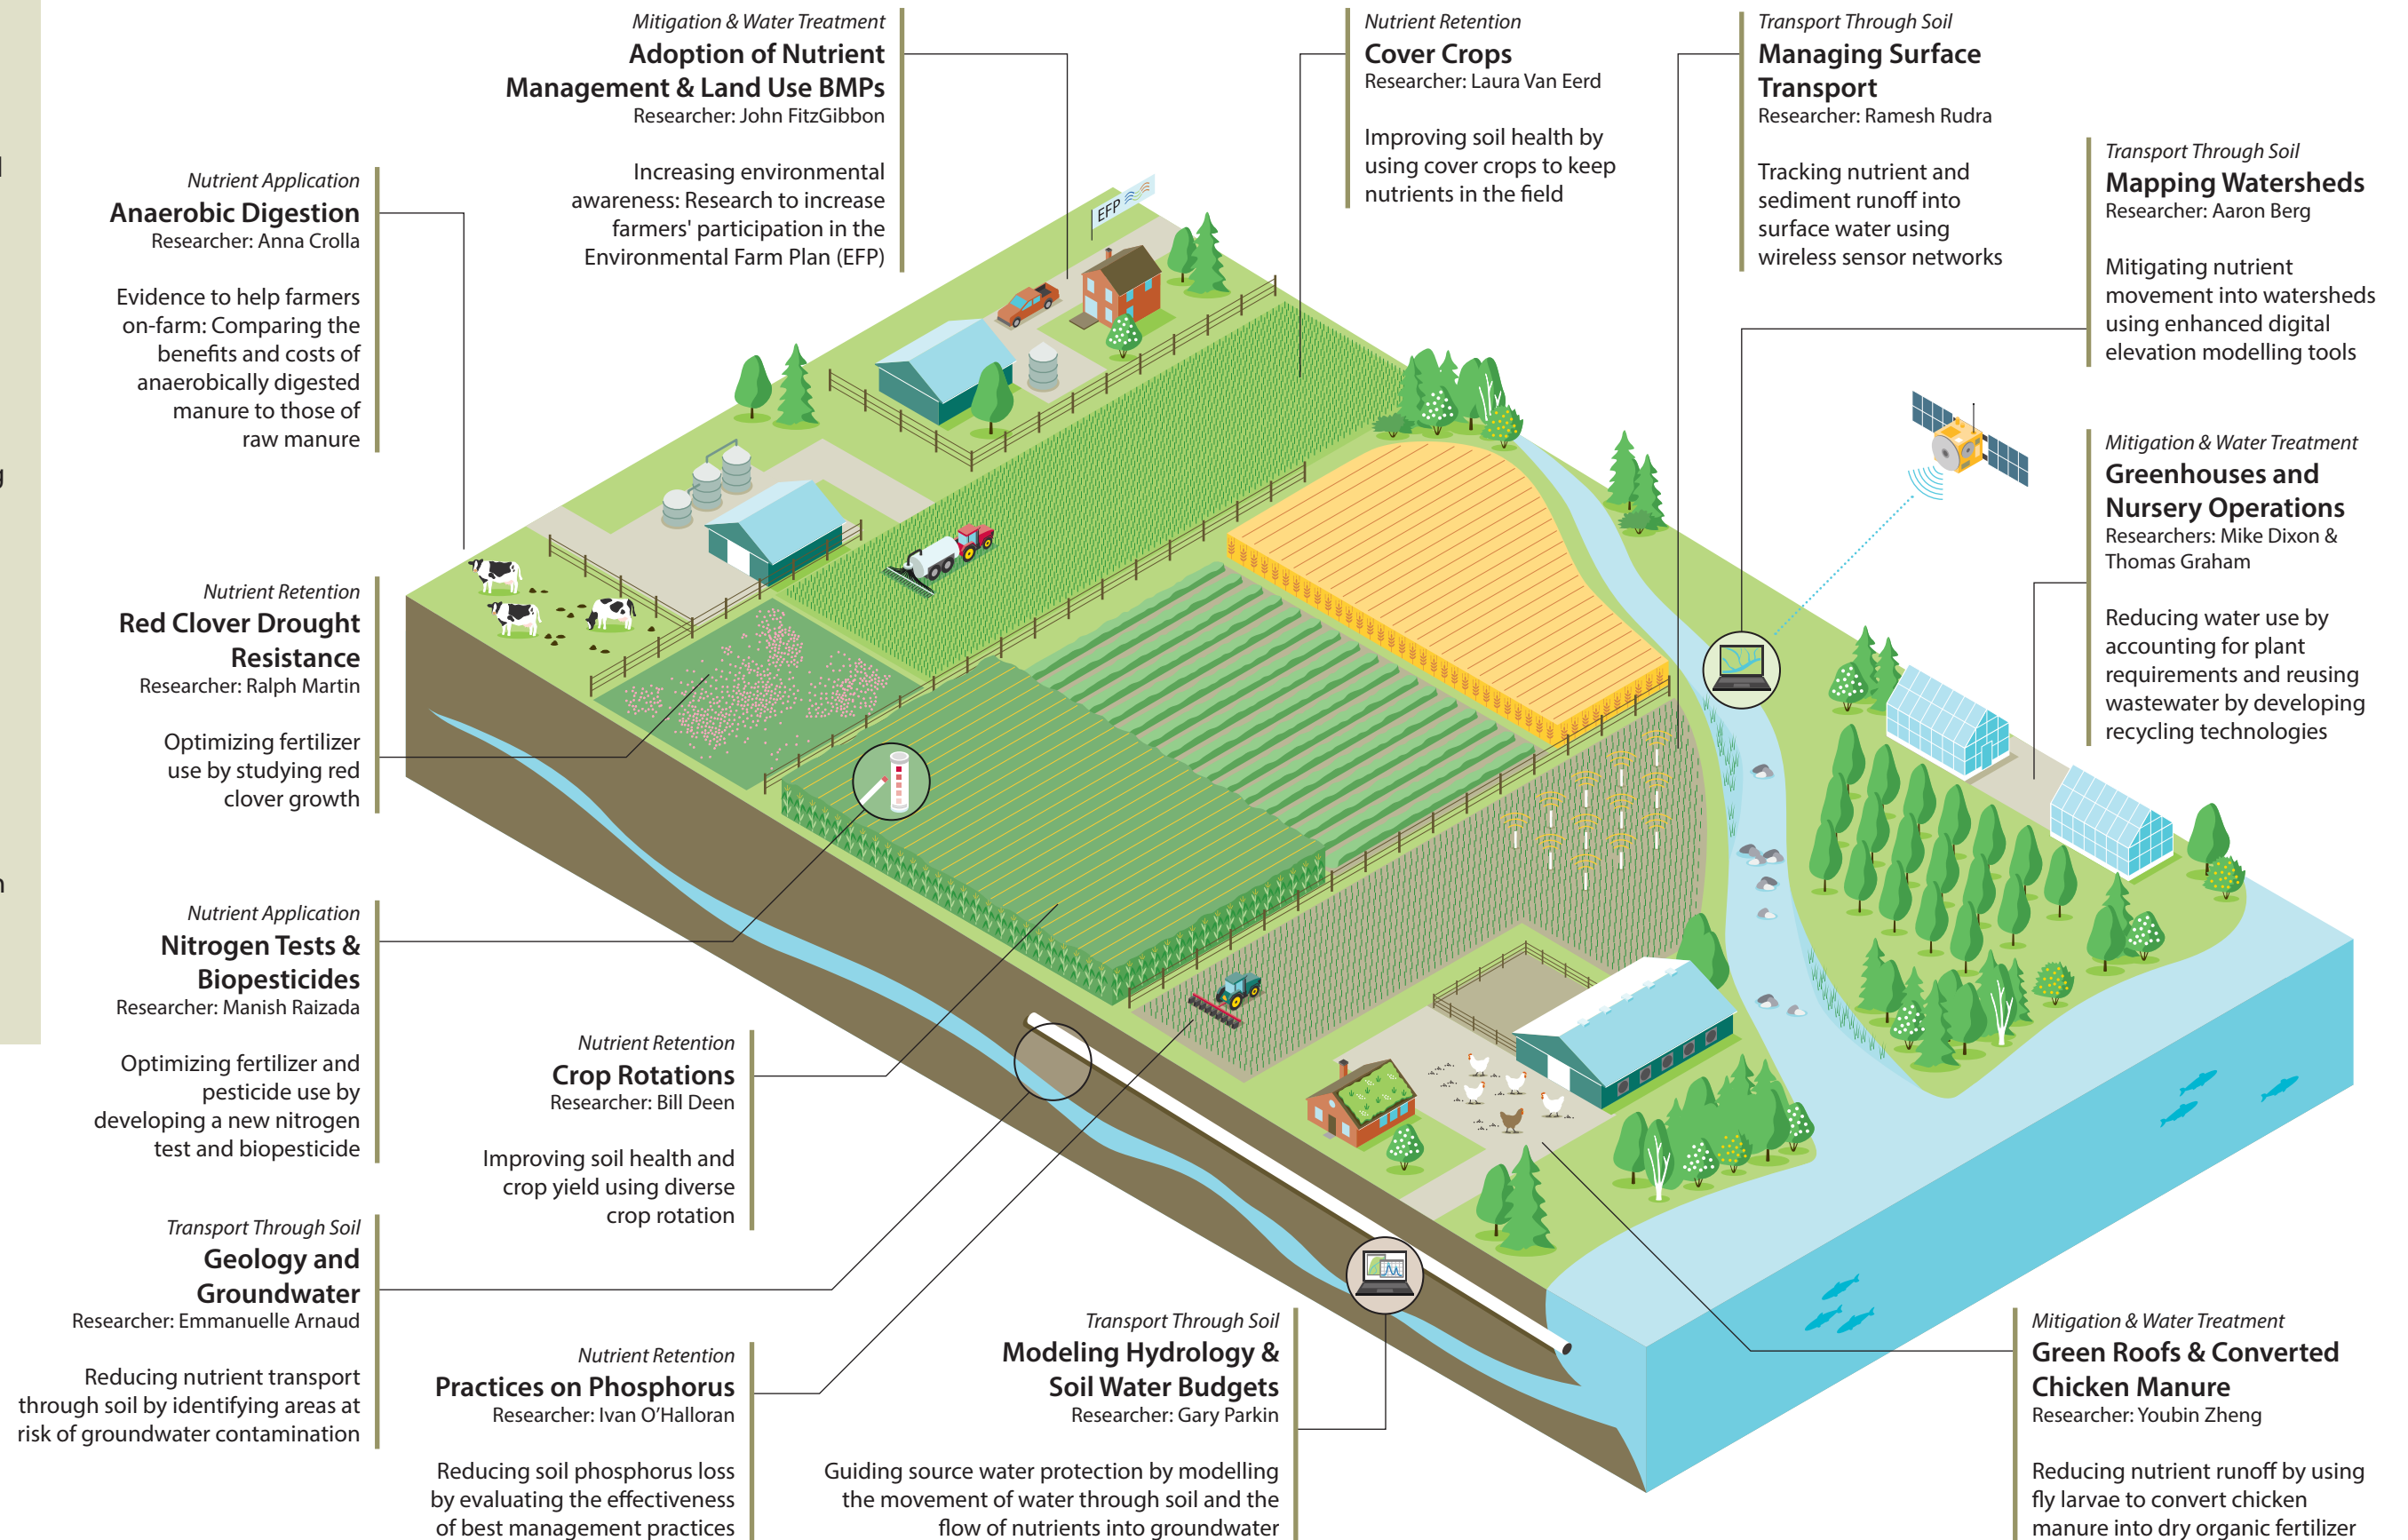 Mitigation & Water Treatment
Adoption of Nutrient
Management & Land Use BMPs
Researcher: John FitzGibbon
Increasing environmental
awareness: Research to increase
farmers' participation in the
Environmental Farm Plan (EFP)
Nutrient Retention
Cover Crops
Researcher: Laura Van Eerd
Improving soil health by
using cover crops to keep
nutrients in the field
Transport Through Soil
Managing Surface
Transport
Researcher: Ramesh Rudra
Tracking nutrient and
sediment runoff into
surface water using
wireless sensor networks
Transport Through Soil
Mapping Watersheds
Researcher: Aaron Berg
Mitigating nutrient
movement into watersheds
using enhanced digital
elevation modelling tools
Nutrient Application
Anaerobic Digestion
Researcher: Anna Crolla
Evidence to help farmers
on-farm: Comparing the
benefits and costs of
anaerobically digested
manure to those of
raw manure
EFP
Mitigation & Water Treatment
Greenhouses and
Nursery Operations
Researchers: Mike Dixon &
Thomas Graham
Reducing water use by
accounting for plant
requirements and reusing
wastewater by developing
recycling technologies
Nutrient Retention
Red Clover Drought
Resistance
Researcher: Ralph Martin
Optimizing fertilizer
use by studying red
clover growth
Nutrient Application
Nitrogen Tests &
Biopesticides
Researcher: Manish Raizada
Optimizing fertilizer and
pesticide use by
developing a new nitrogen
test and biopesticide
Nutrient Retention
Crop Rotations
Researcher: Bill Deen
Improving soil health and
crop yield using diverse
crop rotation
Transport Through Soil
Geology and
Groundwater
Researcher: Emmanuelle Arnaud
Reducing nutrient transport
through soil by identifying areas at
risk of groundwater contamination
Nutrient Retention
Practices on Phosphorus
Researcher: Ivan O’Halloran
Reducing soil phosphorus loss
by evaluating the effectiveness
of best management practices
Transport Through Soil
Modeling Hydrology &
Soil Water Budgets
Researcher: Gary Parkin
Guiding source water protection by modelling
the movement of water through soil and the
flow of nutrients into groundwater
Mitigation & Water Treatment
Green Roofs & Converted
Chicken Manure
Researcher: Youbin Zheng
Reducing nutrient runoff by using
fly larvae to convert chicken
manure into dry organic fertilizer